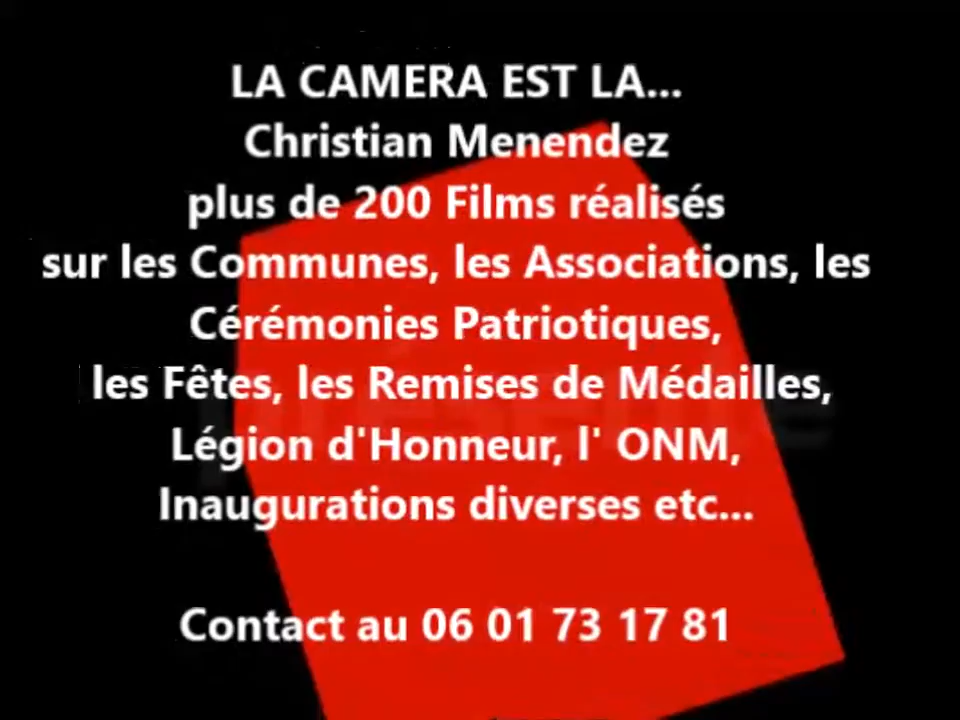 LA CAMERA EST LA...
Christian Menendez
plus de 200 Films réalisés
sur les Communes, les Associations, les
Cérémonies Patriotiques,
les Fêtes, les Remises de Médailles,
Légion d'Honneur, l' ONM,
Inaugurations diverses etc...
Contact au 06 01 73 17 81